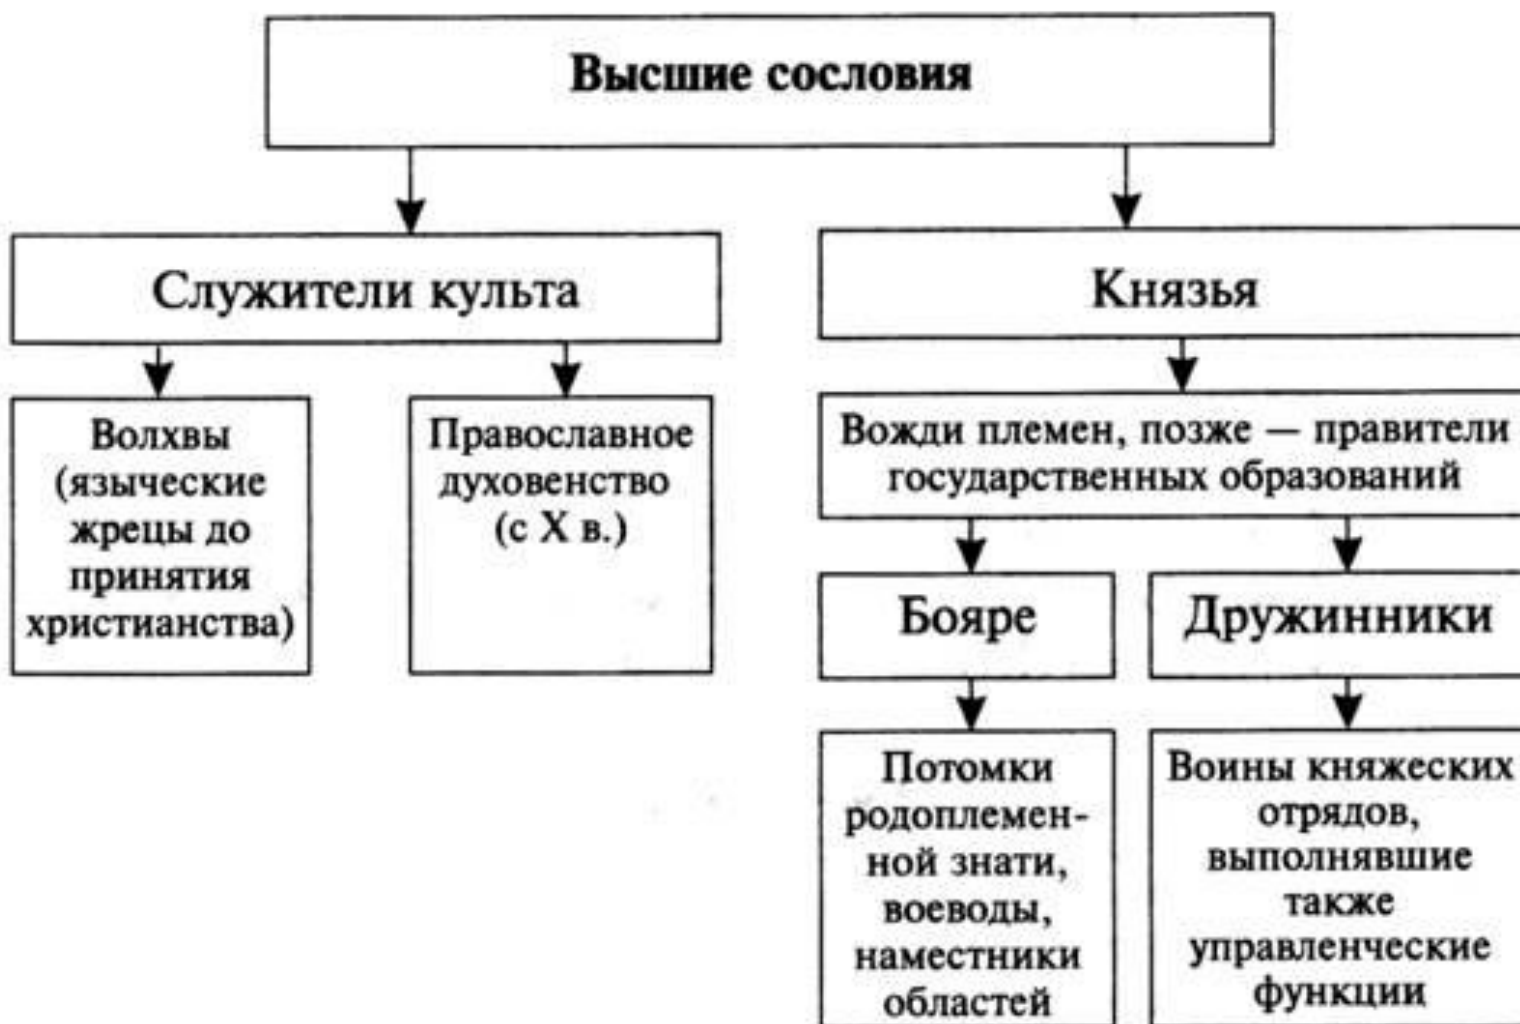 Высшие сословия
Служители культа
Князья
Волхвы
(языческие
жрецы до
принятия
христианства)
Православное
духовенство
(с X в.)
Вожди племен, позже — правители
государственных образований
Бояре
Дружинники
Потомки
родоплемен-
ной знати,
воеводы,
наместники
областей
Воины княжеских
отрядов,
выполнявшие
также
управленческие
функции